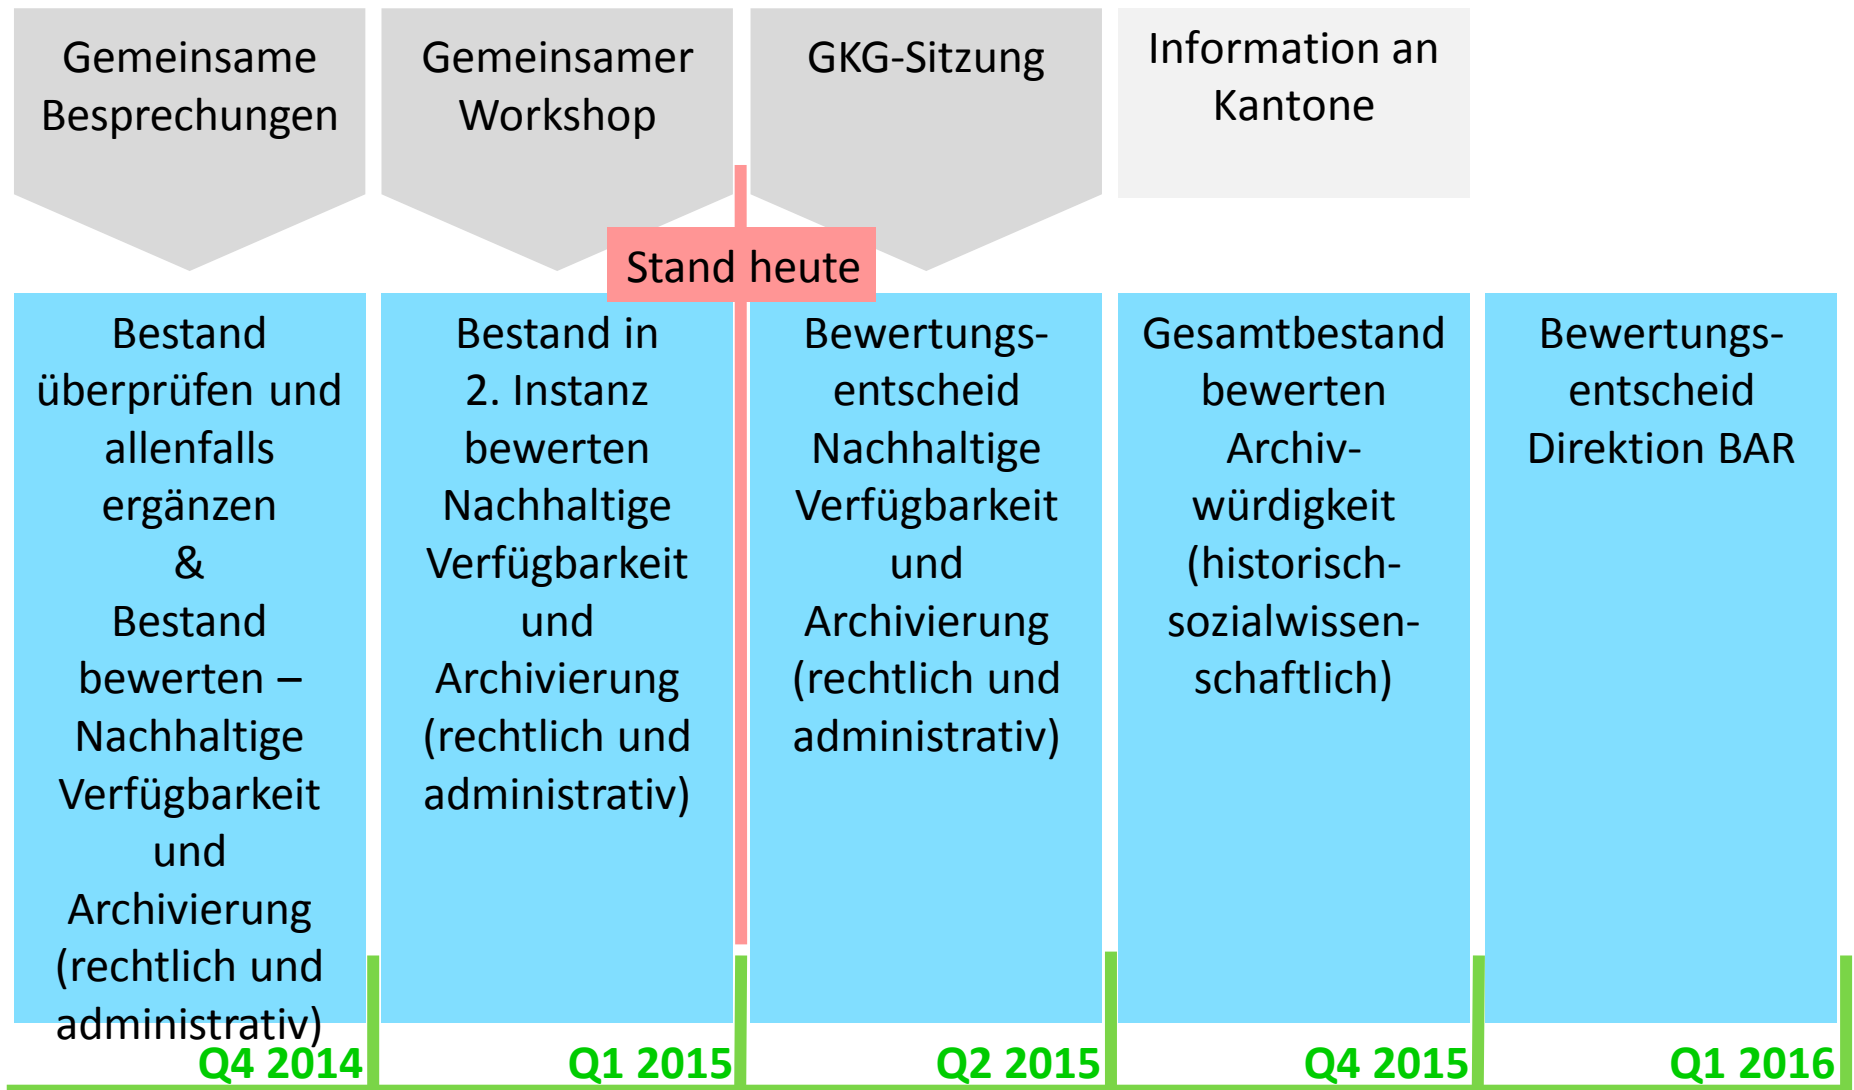 Gemeinsame
Besprechungen
Gemeinsamer
Workshop
GKG-Sitzung
Information an
Kantone
Stand heute
Bestand
überprüfen und
allenfalls
ergänzen
&
Bestand
bewerten –
Nachhaltige
Verfügbarkeit
und
Archivierung
(rechtlich und
administrativ)
Bestand in
2. Instanz
bewerten
Nachhaltige
Verfügbarkeit
und
Archivierung
(rechtlich und
administrativ)
Bewertungs-
entscheid
Nachhaltige
Verfügbarkeit
und
Archivierung
(rechtlich und
administrativ)
Gesamtbestand
bewerten
Archiv-
würdigkeit
(historisch-
sozialwissen-
schaftlich)
Bewertungs-
entscheid
Direktion BAR
Q4 2014
Q1 2015
Q2 2015
Q4 2015
Q1 2016